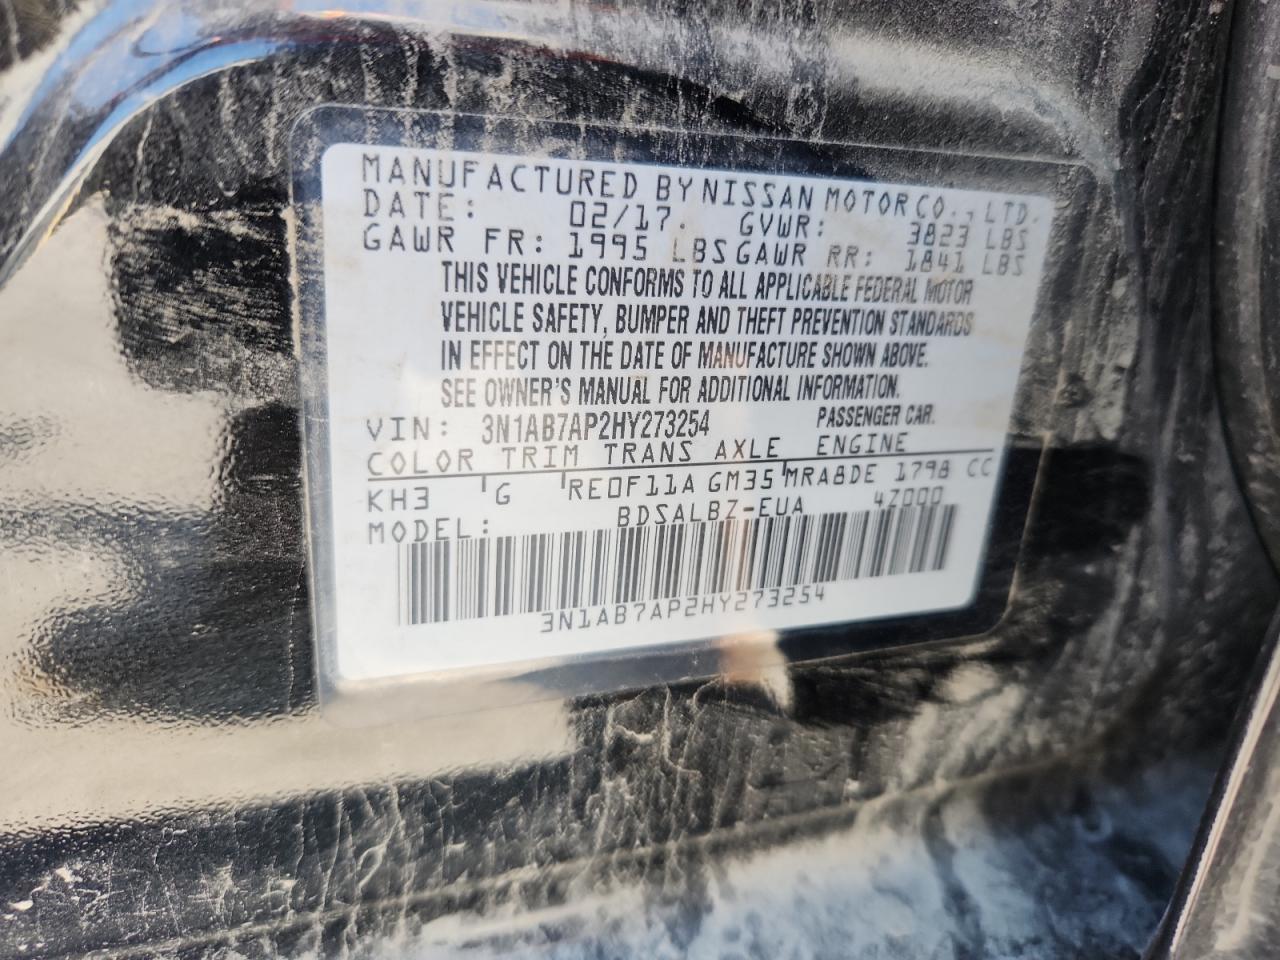 MANUFACTURED BY NISSAN MOTOR CO., LTD.
DATE: 02/17. GVWR: 3823 LBS
GAWR FR: 1995 LBS GAWR RR: 1841 LBS
THIS VEHICLE CONFORMS TO ALL APPLICABLE FEDERAL MOTOR
VEHICLE SAFETY, BUMPER AND THEFT PREVENTION STANDARDS
IN EFFECT ON THE DATE OF MANUFACTURE SHOWN ABOVE.
SEE OWNER'S MANUAL FOR ADDITIONAL INFORMATION.
VIN: 3N1AB7AP2HY273254 PASSENGER CAR.
COLOR TRIM TRANS AXLE ENGINE
KH3 G RE0F11A GM35 MRA8DE 1798 CC
MODEL: BDSALBZ-EUA 4Z000
3N1AB7AP2HY273254